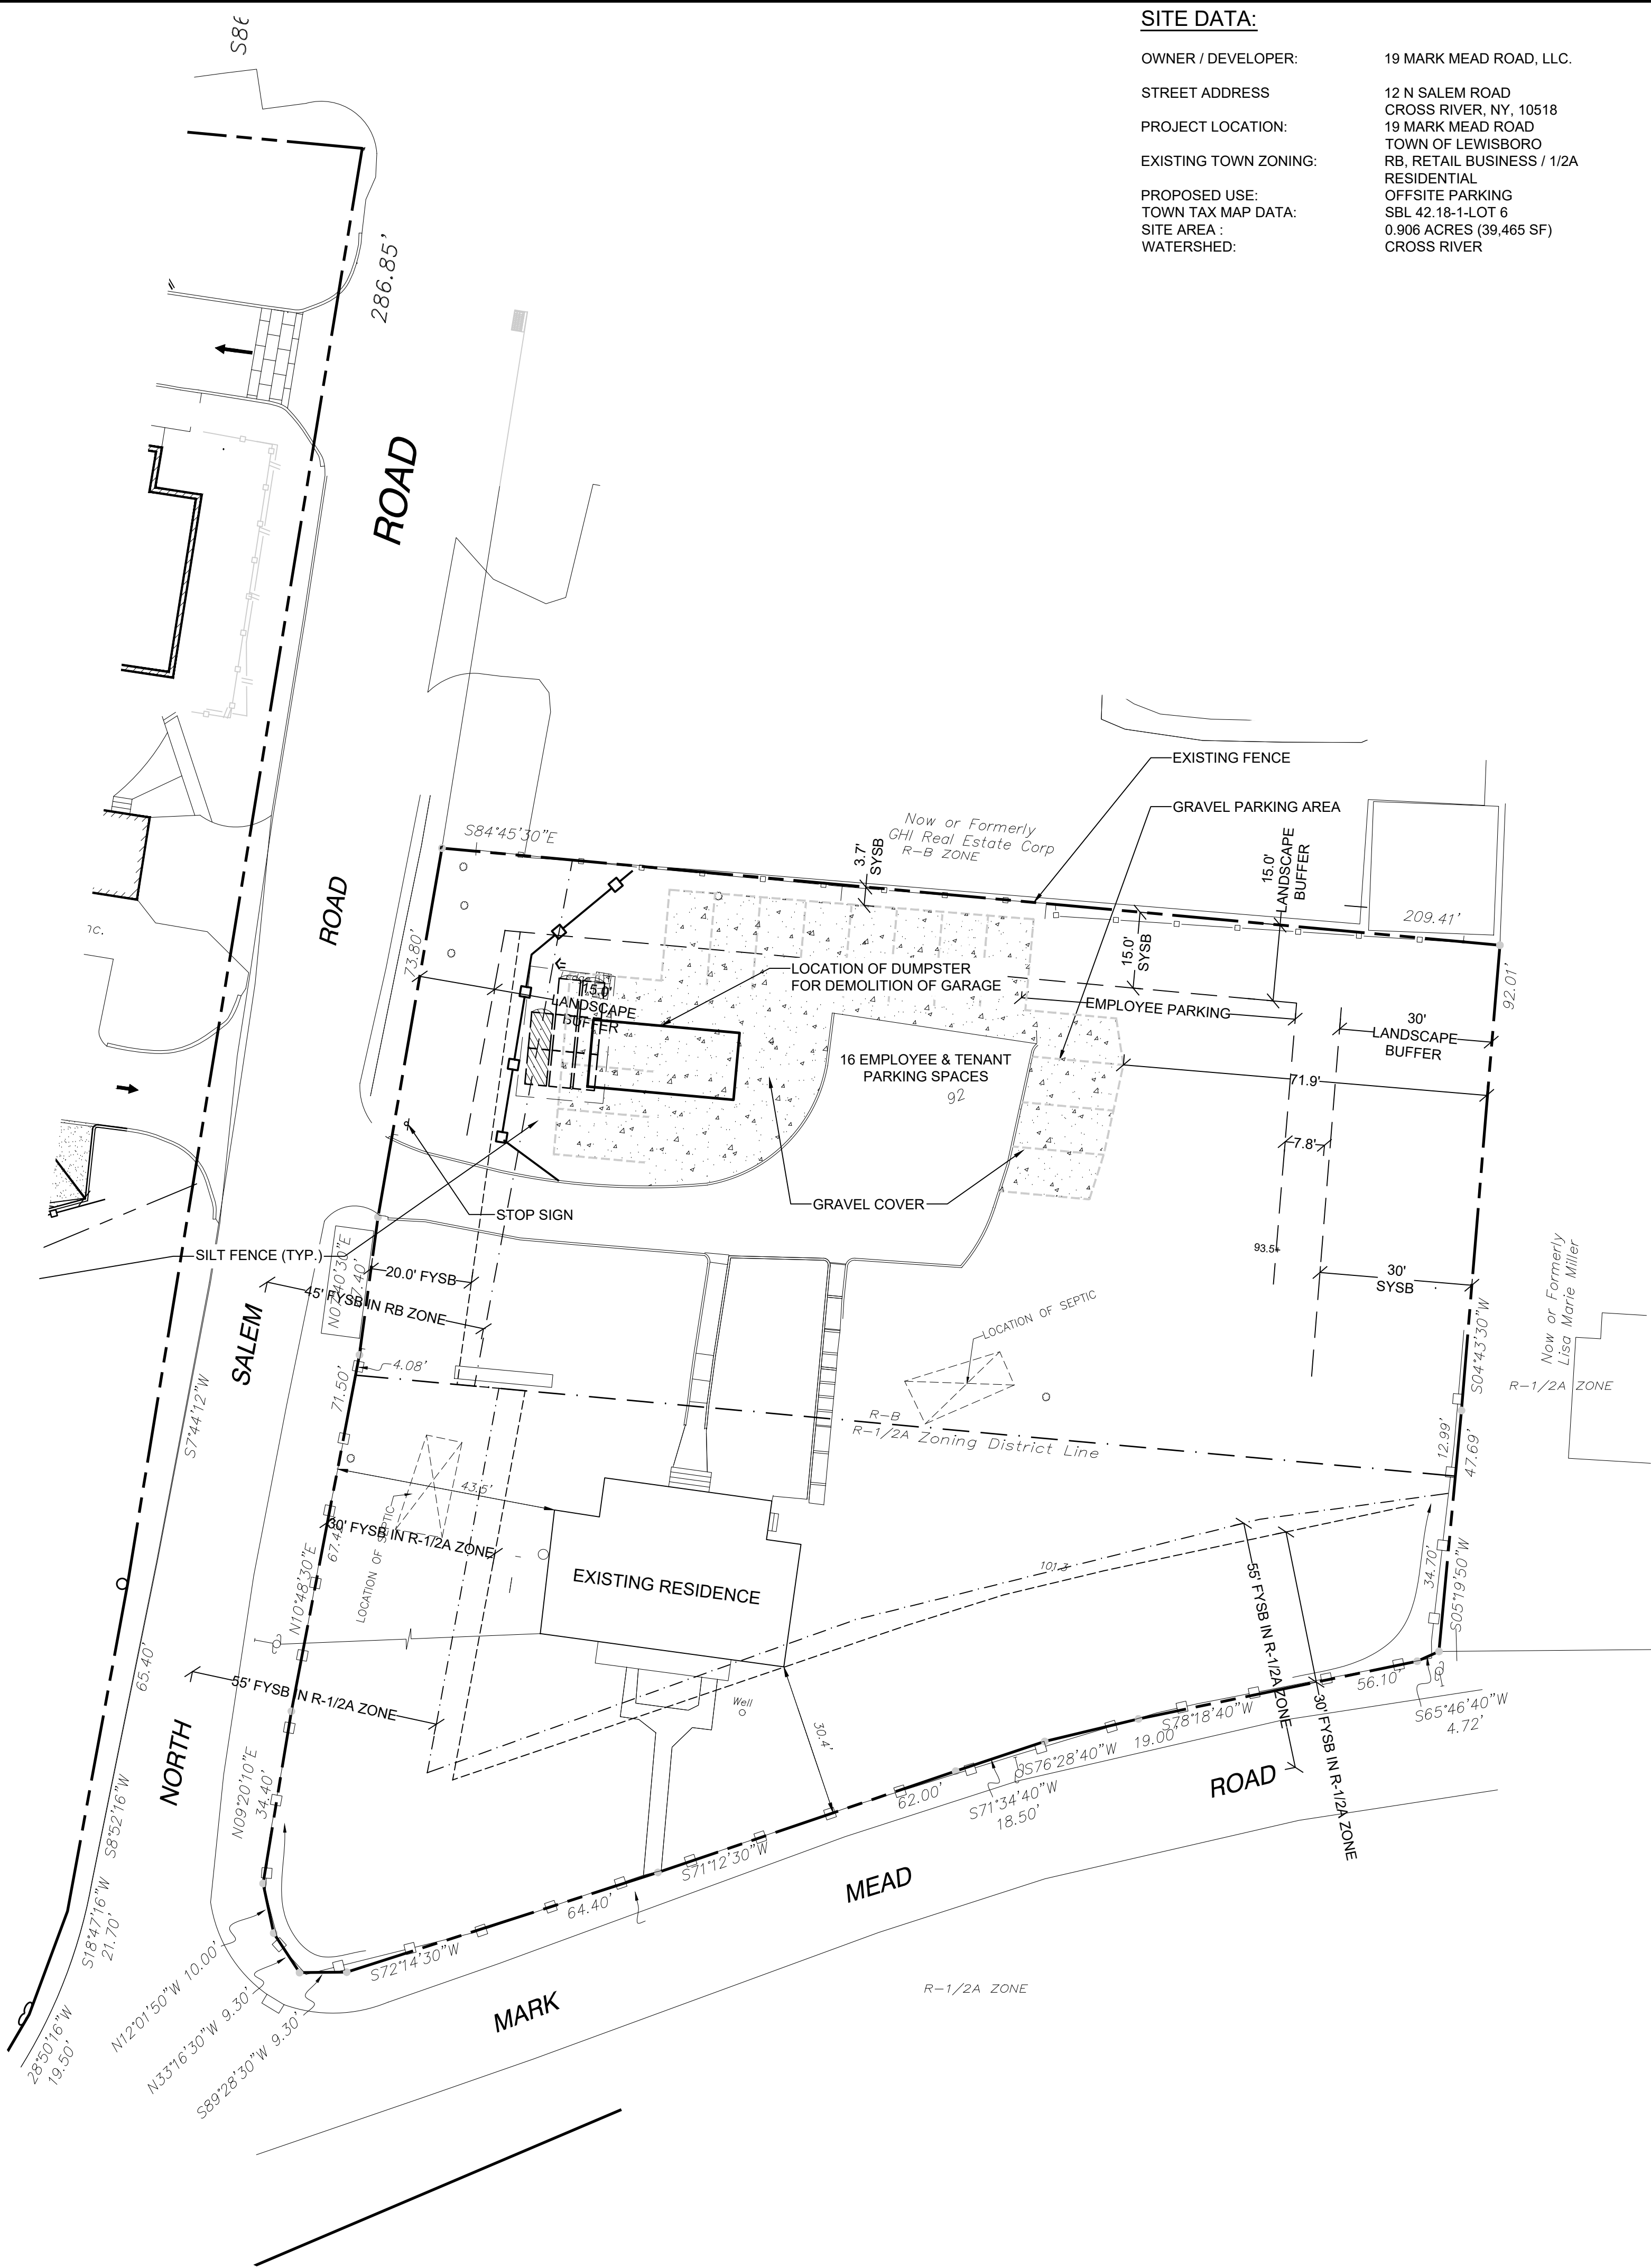 SITE DATA:
OWNER / DEVELOPER: 19 MARK MEAD ROAD, LLC.
STREET ADDRESS 12 N SALEM ROAD
CROSS RIVER, NY, 10518
PROJECT LOCATION: 19 MARK MEAD ROAD
TOWN OF LEWISBORO
EXISTING TOWN ZONING: RB, RETAIL BUSINESS / 1/2A
RESIDENTIAL
PROPOSED USE: OFFSITE PARKING
TOWN TAX MAP DATA: SBL 42.18-1-LOT 6
SITE AREA : 0.906 ACRES (39,465 SF)
WATERSHED: CROSS RIVER
286.85'
ROAD
EXISTING FENCE
GRAVEL PARKING AREA
Now or Formerly
GHI Real Estate Corp
R-B ZONE
S84°45'30"E
3.7'
SYSB
15.0'
LANDSCAPE
BUFFER
209.41'
ROAD
73.80'
15.0'
SYSB
LOCATION OF DUMPSTER
FOR DEMOLITION OF GARAGE
15.0'
LANDSCAPE
BUFFER
EMPLOYEE PARKING
92.01'
30'
LANDSCAPE
BUFFER
16 EMPLOYEE & TENANT
PARKING SPACES
92
71.9'
7.8'
GRAVEL COVER
STOP SIGN
SILT FENCE (TYP.)
N07°40'30"E
20.0' FYSB
45' FYSB IN RB ZONE
93.5
30'
SYSB
Now or Formerly
Lisa Marie Miller
R-1/2A ZONE
S04°43'30"W
SALEM
S7°44'12"W
4.08'
71.50'
LOCATION OF SEPTIC
R-B
R-1/2A Zoning District Line
12.99'
47.69'
43.5'
30' FYSB IN R-1/2A ZONE
LOCATION OF SEPTIC
N10°48'30"E
EXISTING RESIDENCE
101.3
55' FYSB IN R-1/2A ZONE
34.70'
S05°19'50"W
65.40'
55' FYSB IN R-1/2A ZONE
Well
30.4'
30' FYSB IN R-1/2A ZONE
56.10'
S65°46'40"W
4.72'
S78°18'40"W
19.00'
S76°28'40"W
S71°34'40"W
18.50'
62.00'
ROAD
NORTH
N09°20'10"E
34.40'
S8°52'16"W
S71°12'30"W
MEAD
64.40'
S72°14'30"W
S18°47'16"W
21.70'
N12°01'50"W 10.00'
N33°16'30"W 9.30'
S89°28'30"W 9.30'
MARK
R-1/2A ZONE
28°50'16"W
19.50'